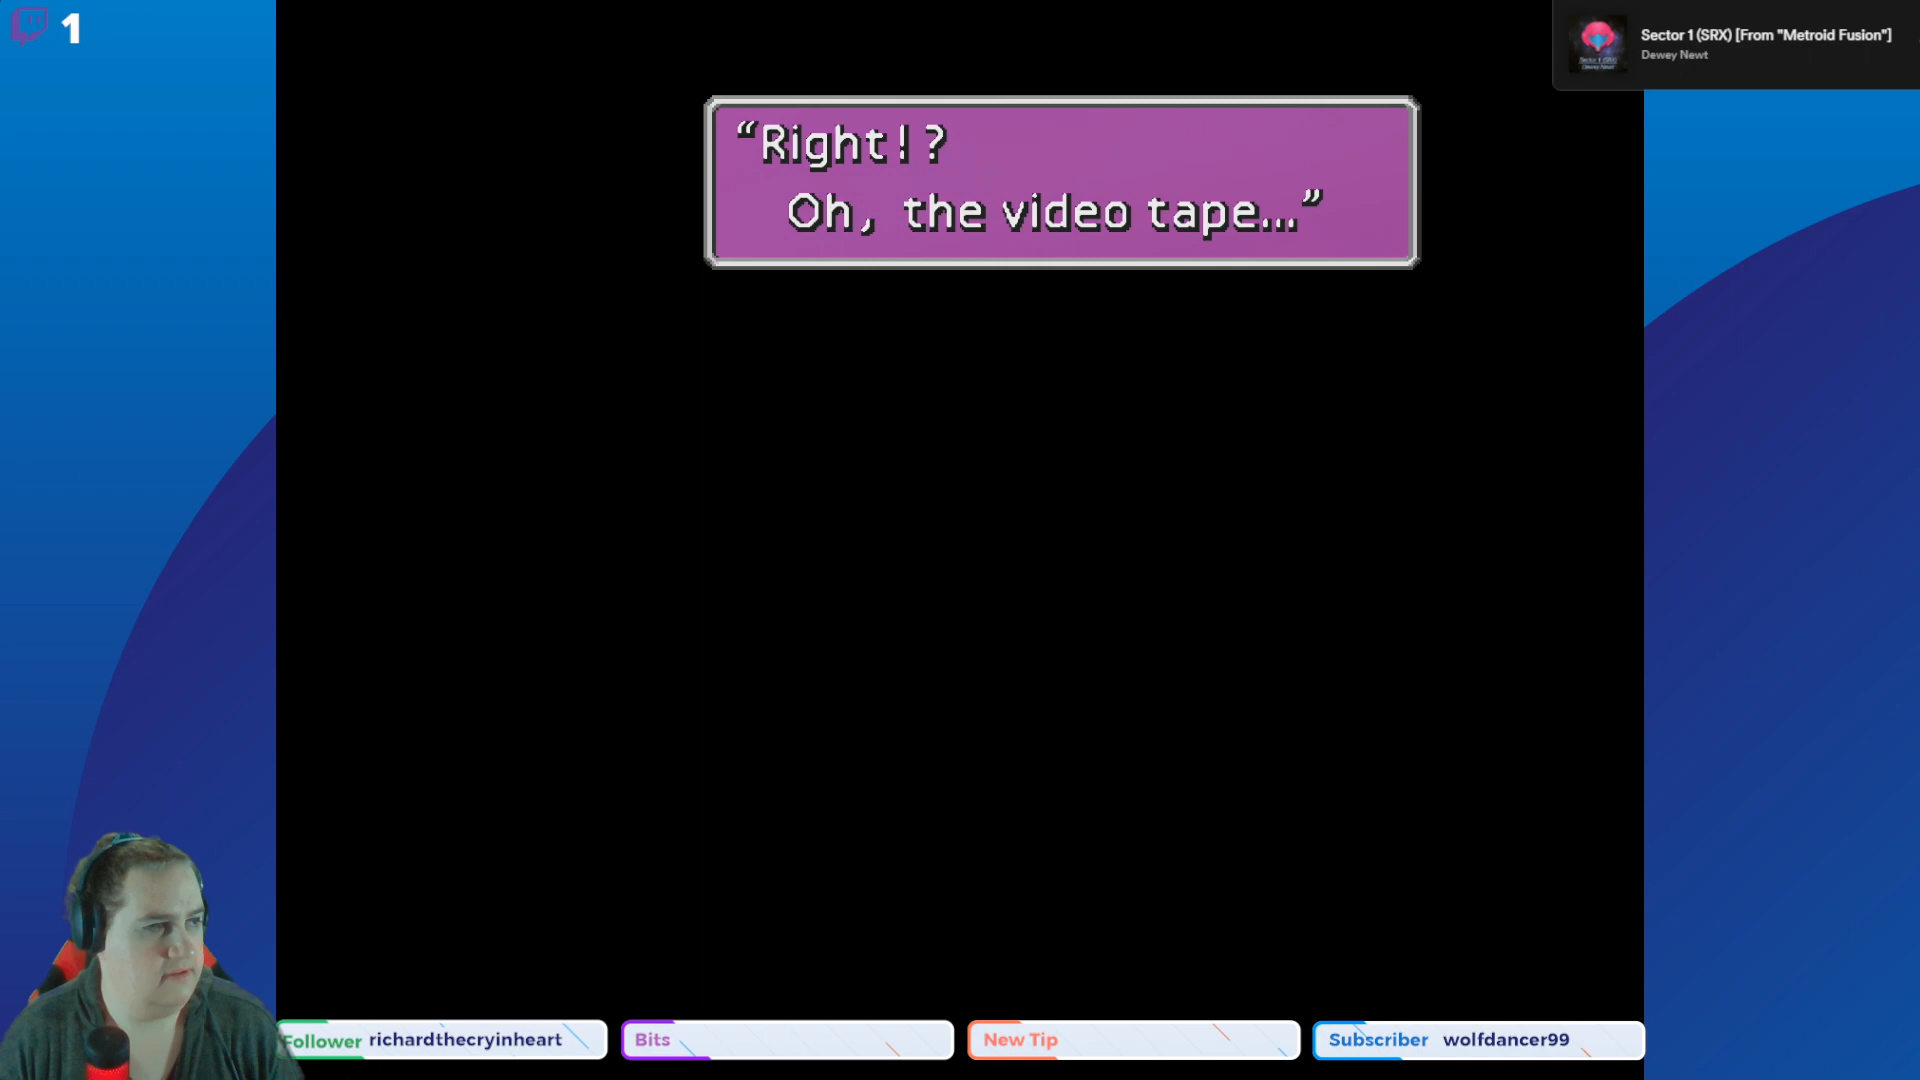 1
Sector 1 (SRX) [From "Metroid Fusion"]
Dewey Newt
“Right!?
Oh, the video tape...”
Follower richardthecryinheart
Bits
New Tip
Subscriber wolfdancer99